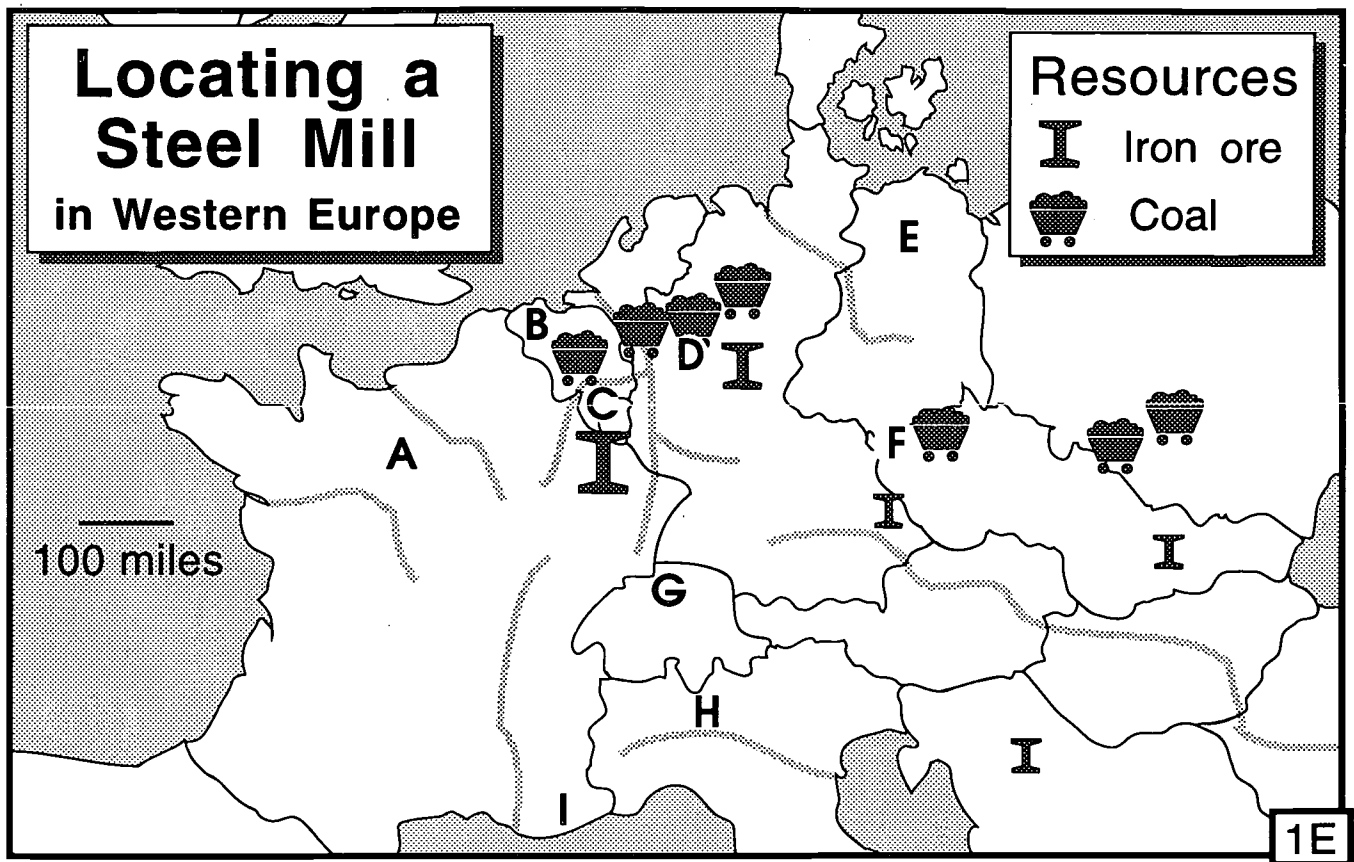 Locating a
Steel Mill
in Western Europe
Resources
Iron ore
Coal
E
B
D
C
A
F
100 miles
G
H
I
1E